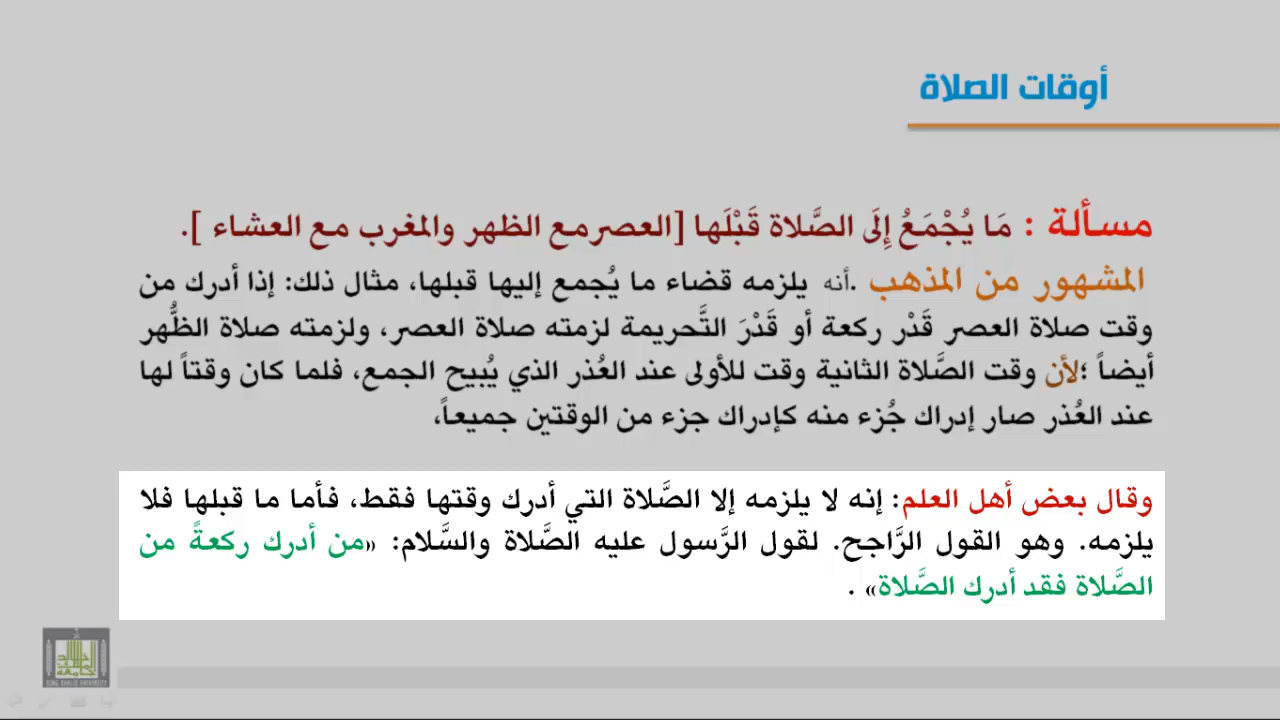 أوقات الصلاة
مسألة : مَا يُجْمَعُ إِلَى الصَّلاة قَبْلَها [العصرمع الظهر والمغرب مع العشاء ].
المشهور من المذهب .أنه يلزمه قضاء ما يُجمع إليها قبلها، مثال ذلك: إذا أدرك من
وقت صلاة العصر قَدْر ركعة أو قَدْرَ التَّحريمة لزمته صلاة العصر، ولزمته صلاة الظُّهر
أيضاً ؛لأن وقت الصَّلاة الثانية وقت للأولى عند العُذر الذي يُبيح الجمع، فلما كان وقتاً لها
عند العُذر صار إدراك جُزء منه كإدراك جزء من الوقتين جميعاً،
وقال بعض أهل العلم: إنه لا يلزمه إلا الصَّلاة التي أدرك وقتها فقط، فأما ما قبلها فلا
يلزمه. وهو القول الرَّاجح. لقول الرَّسول عليه الصَّلاة والسَّلام: «من أدرك ركعةً من
الصَّلاة فقد أدرك الصَّلاة» .
KING KHALID UNIVERSITY